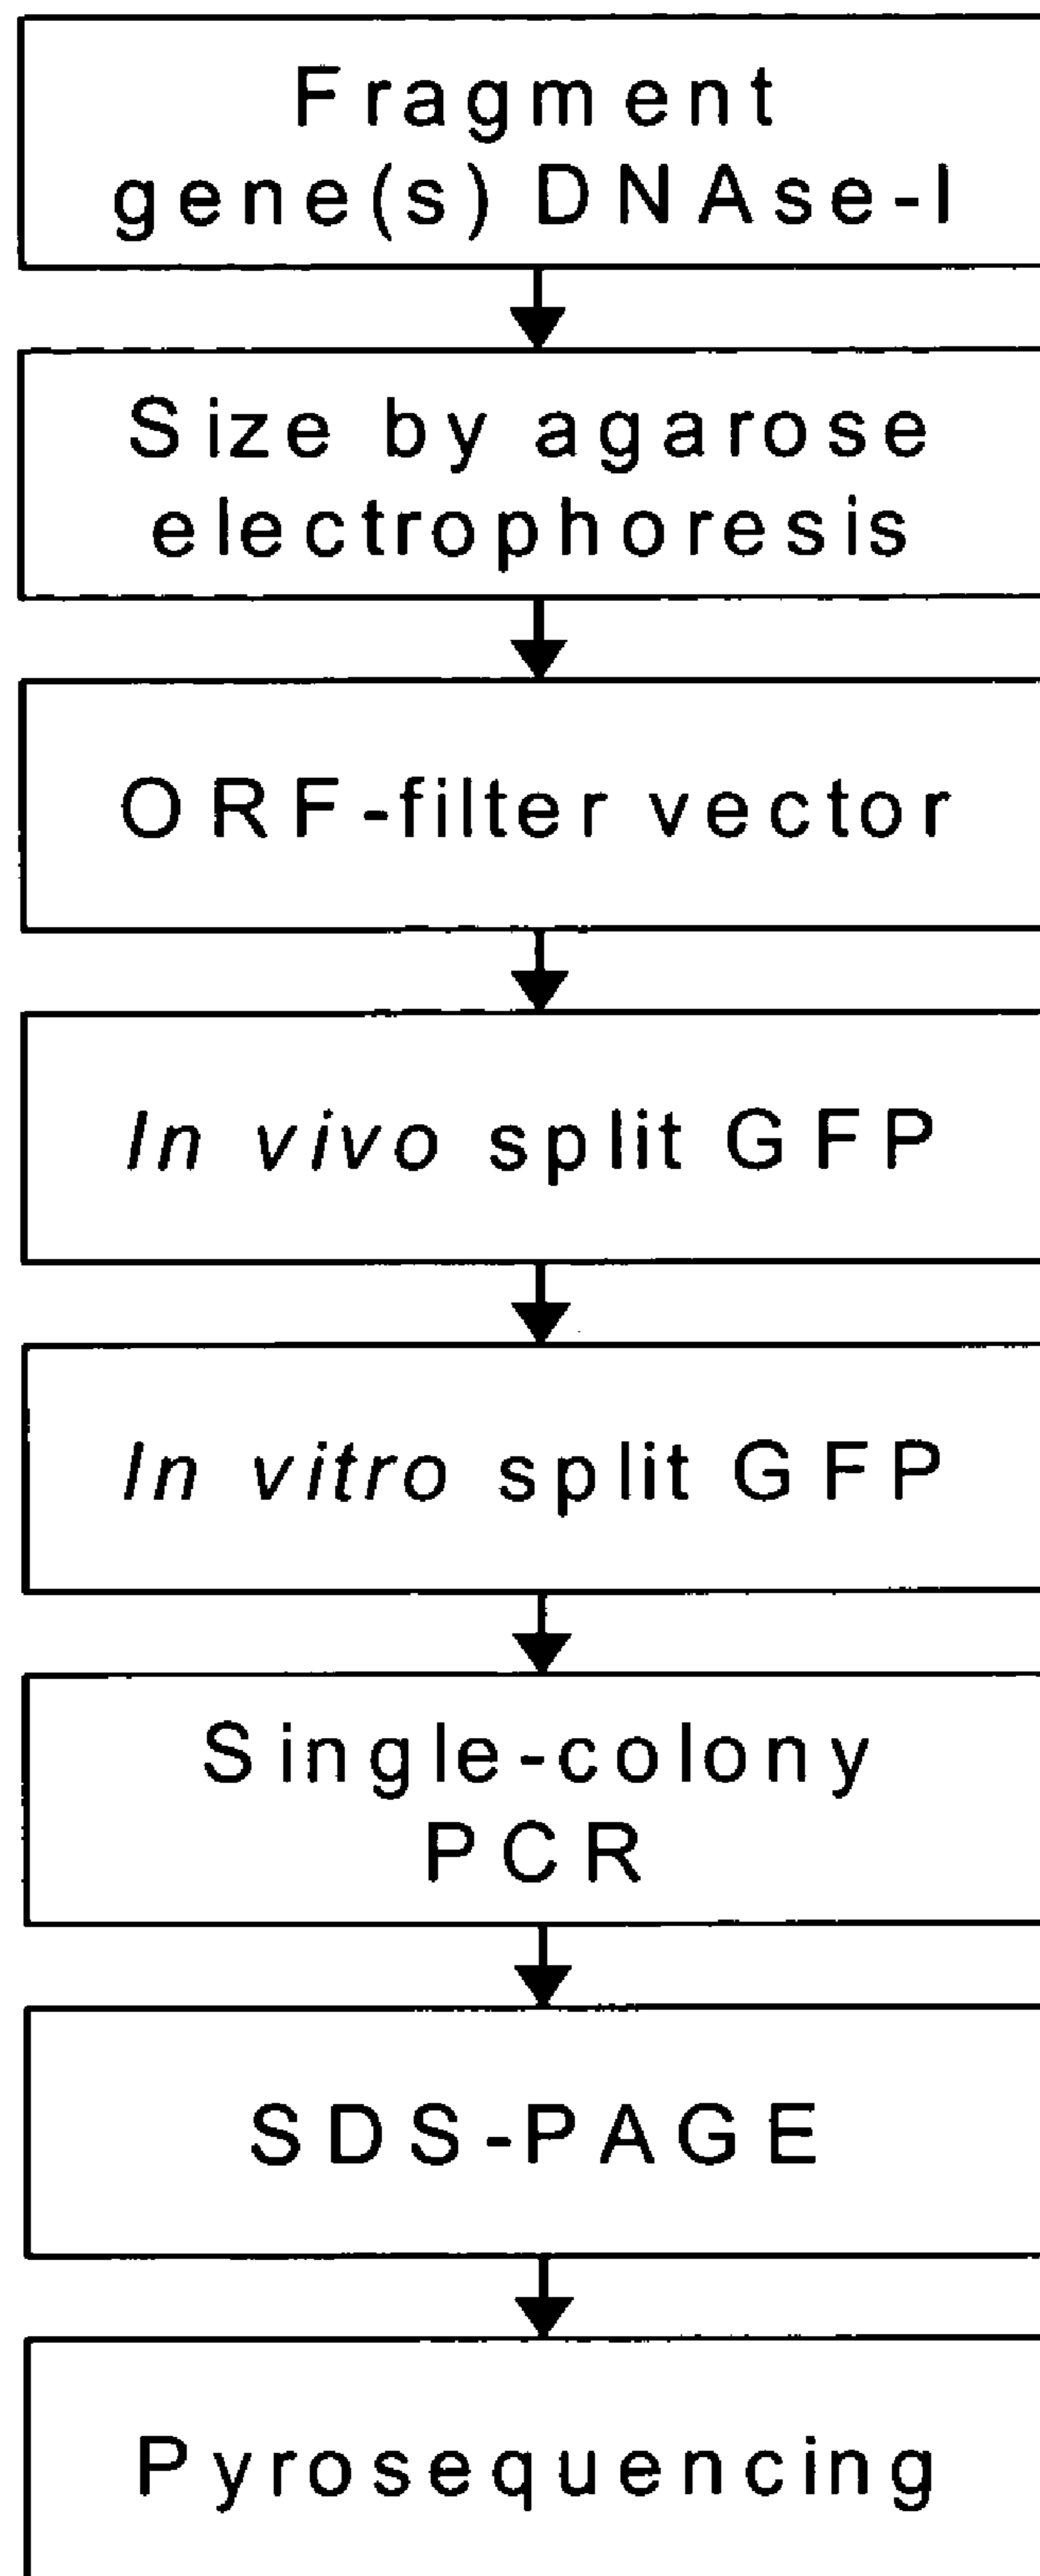 Fragment
gene(s) DNAse-I
Size by agarose
electrophoresis
ORF-filter vector
In vivo split GFP
In vitro split GFP
Single-colony
PCR
SDS-PAGE
Pyrosequencing